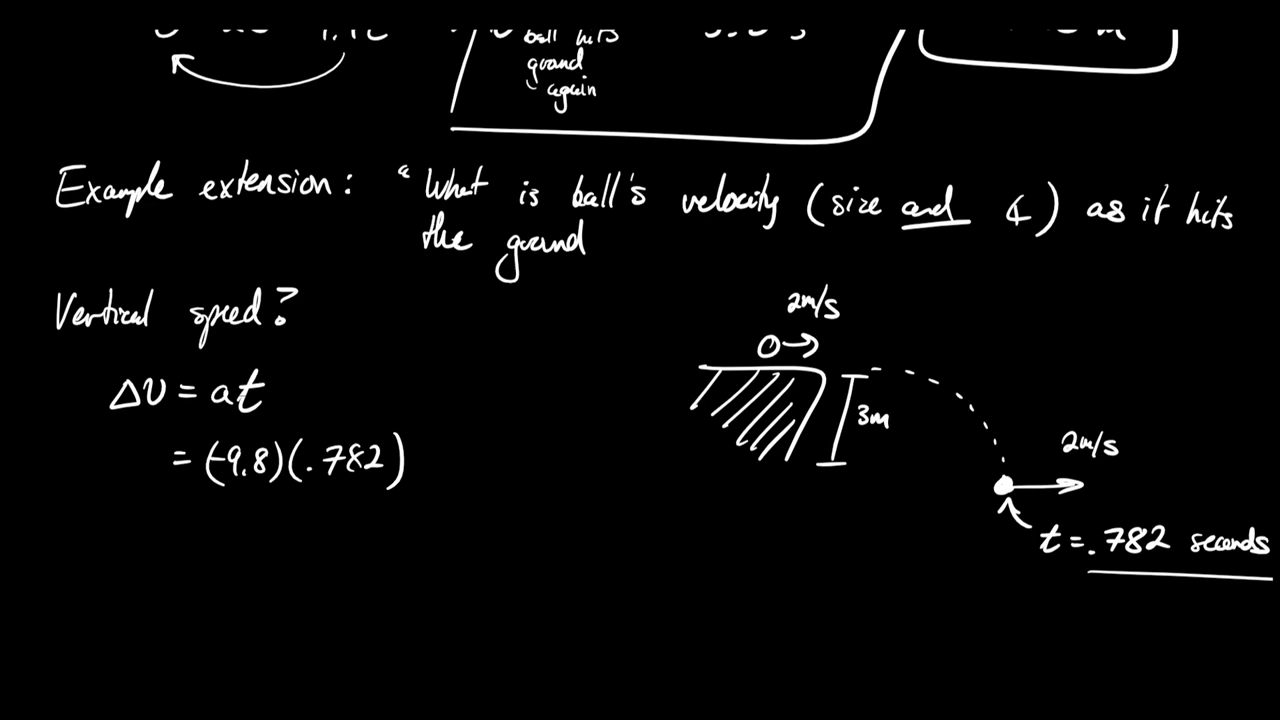 ball hits
ground
again
Example extension: "What is ball's velocity (size and ∡) as it hits
the ground
Vertical speed?
2m/s
Δv = at
3m
= (-9.8)(.782)
2m/s
t = .782 seconds